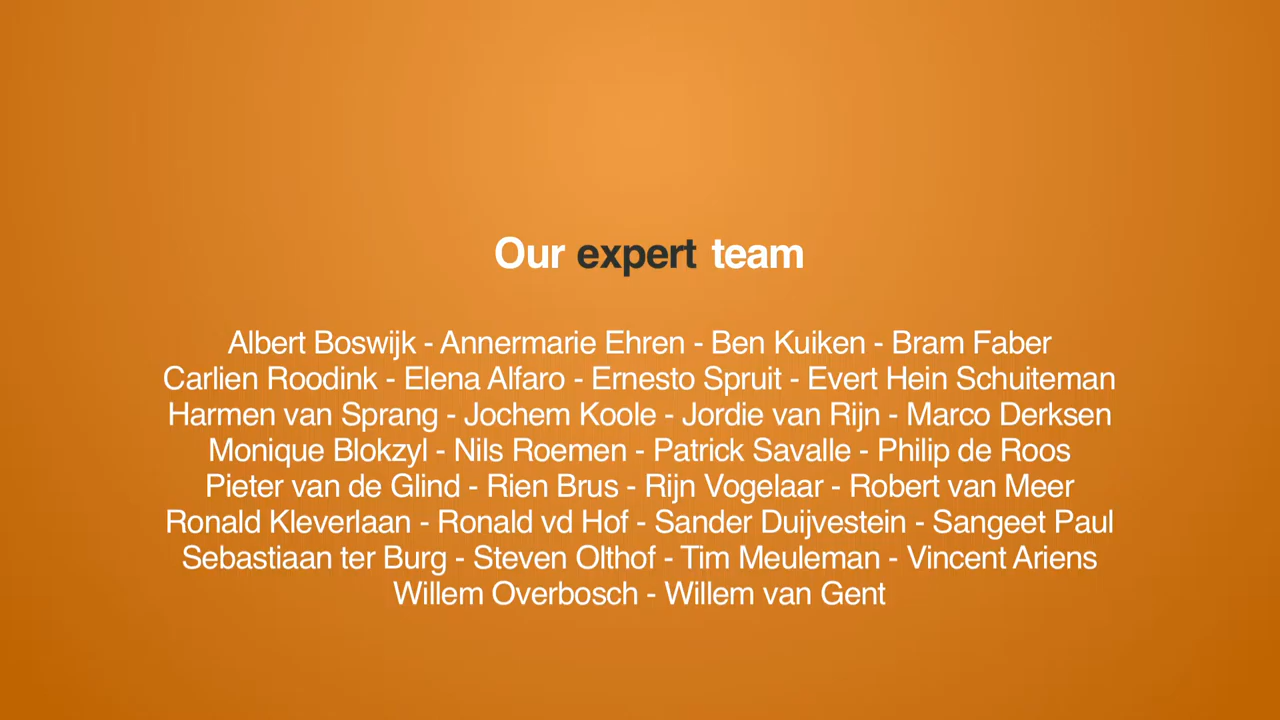 Our expert team
Albert Boswijk - Annermarie Ehren - Ben Kuiken - Bram Faber
Carlien Roodink - Elena Alfaro - Ernesto Spruit - Evert Hein Schuiteman
Harmen van Sprang - Jochem Koole - Jordie van Rijn - Marco Derksen
Monique Blokzyl - Nils Roemen - Patrick Savalle - Philip de Roos
Pieter van de Glind - Rien Brus - Rijn Vogelaar - Robert van Meer
Ronald Kleverlaan - Ronald vd Hof - Sander Duijvestein - Sangeet Paul
Sebastiaan ter Burg - Steven Olthof - Tim Meuleman - Vincent Ariens
Willem Overbosch - Willem van Gent